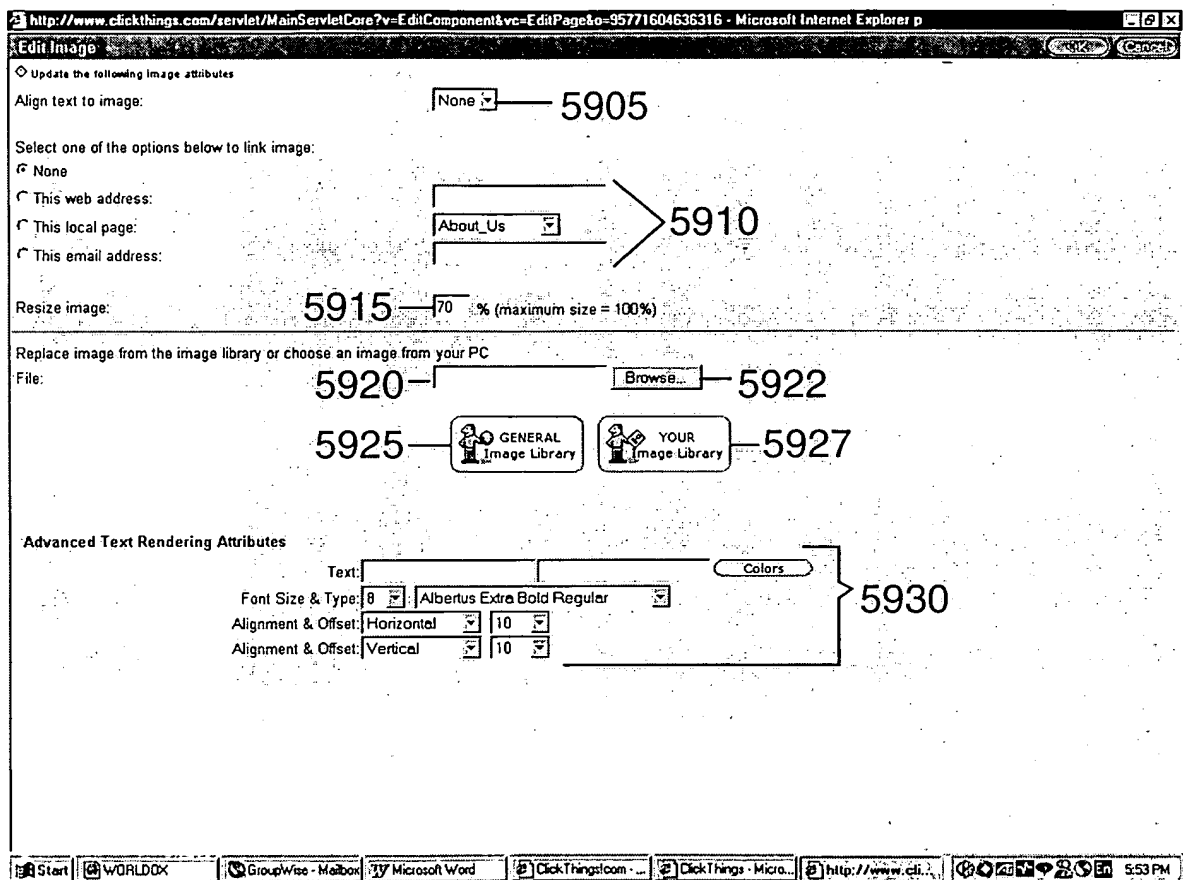 http://www.clickthings.com/servlet/MainServletCore?v=EditComponent&vc=EditPage&o=95771604636316 - Microsoft Internet Explorer p
Edit Image OK Cancel
Update the following image attributes
Align text to image: None 5905
Select one of the options below to link image:
None
This web address:
This local page: About_Us 5910
This email address:
Resize image: 5915 70 % (maximum size = 100%)
Replace image from the image library or choose an image from your PC
File: 5920 Browse... 5922
5925 GENERAL Image Library YOUR Image Library 5927
Advanced Text Rendering Attributes
Text: Colors
Font Size & Type: 8 Albertus Extra Bold Regular 5930
Alignment & Offset: Horizontal 10
Alignment & Offset: Vertical 10
Start WORLDOX GroupWise - Mailbox Microsoft Word ClickThings!com - ... ClickThings - Micro... http://www.cli... En 5:53 PM